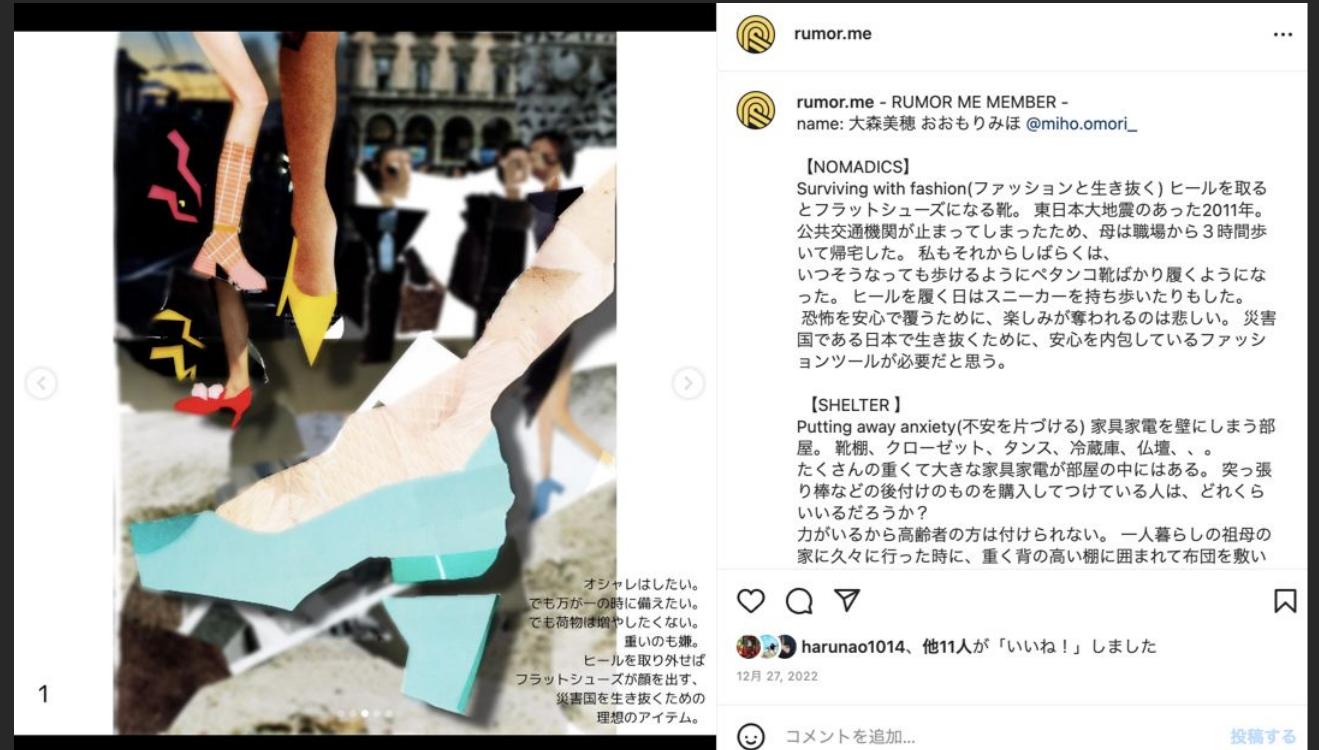 オシャレはしたい。
でも万が一の時に備えたい。
でも荷物は増やしたくない。
重いのも嫌。
ヒールを取り外せば
フラットシューズが顔を出す、
災害国を生き抜くための
理想のアイテム。
1
rumor.me
rumor.me - RUMOR ME MEMBER -
name: 大森美穂 おおもりみほ @miho.omori_
【NOMADICS】
Surviving with fashion(ファッションと生き抜く) ヒールを取る
とフラットシューズになる靴。 東日本大地震のあった2011年。
公共交通機関が止まってしまったため、母は職場から３時間歩
いて帰宅した。 私もそれからしばらくは、
いつそうなっても歩けるようにペタンコ靴ばかり履くようにな
った。 ヒールを履く日はスニーカーを持ち歩いたりもした。
恐怖を安心で覆うために、楽しみが奪われるのは悲しい。 災害
国である日本で生き抜くために、安心を内包しているファッシ
ョンツールが必要だと思う。
【SHELTER 】
Putting away anxiety(不安を片づける) 家具家電を壁にしまう部
屋。 靴棚、クローゼット、タンス、冷蔵庫、仏壇、、。
たくさんの重くて大きな家具家電が部屋の中にはある。 突っ張
り棒などの後付けのものを購入してつけている人は、どれくら
いいるだろうか？
力がいるから高齢者の方は付けられない。 一人暮らしの祖母の
家に久々に行った時に、重く背の高い棚に囲まれて布団を敷い
harunao1014、他11人が「いいね！」しました
12月 27, 2022
コメントを追加...
投稿する